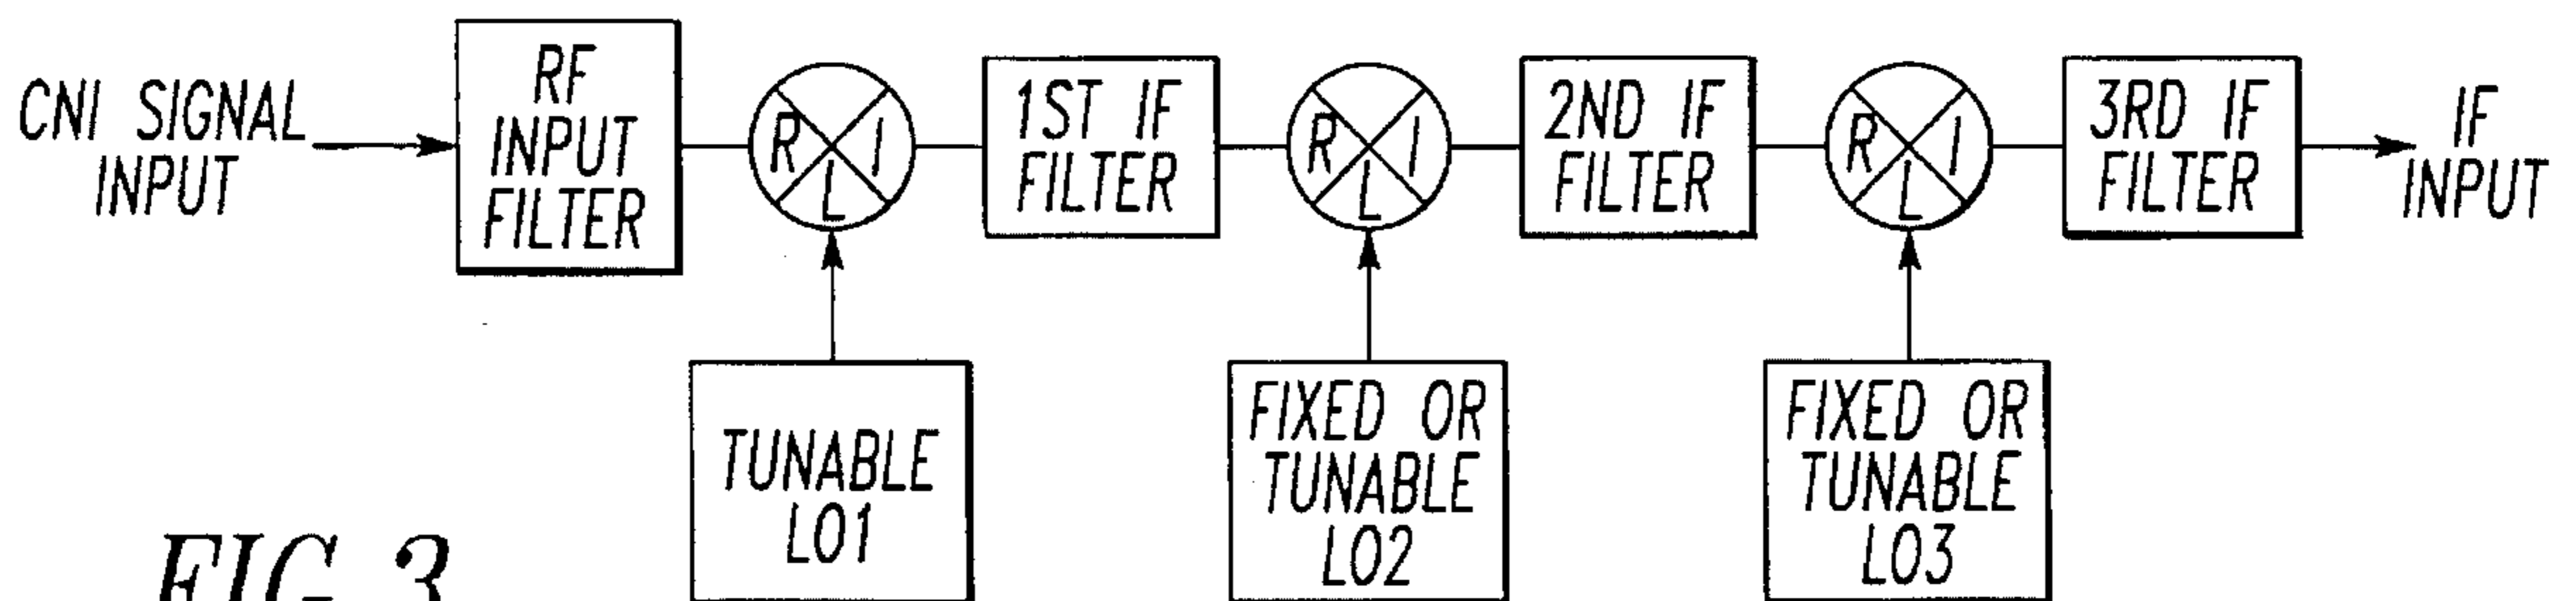 CNI SIGNAL
INPUT
RF
INPUT
FILTER
R
I
L
1ST IF
FILTER
R
I
L
2ND IF
FILTER
R
I
L
3RD IF
FILTER
IF
INPUT
TUNABLE
LO1
FIXED OR
TUNABLE
LO2
FIXED OR
TUNABLE
LO3
FIG. 3